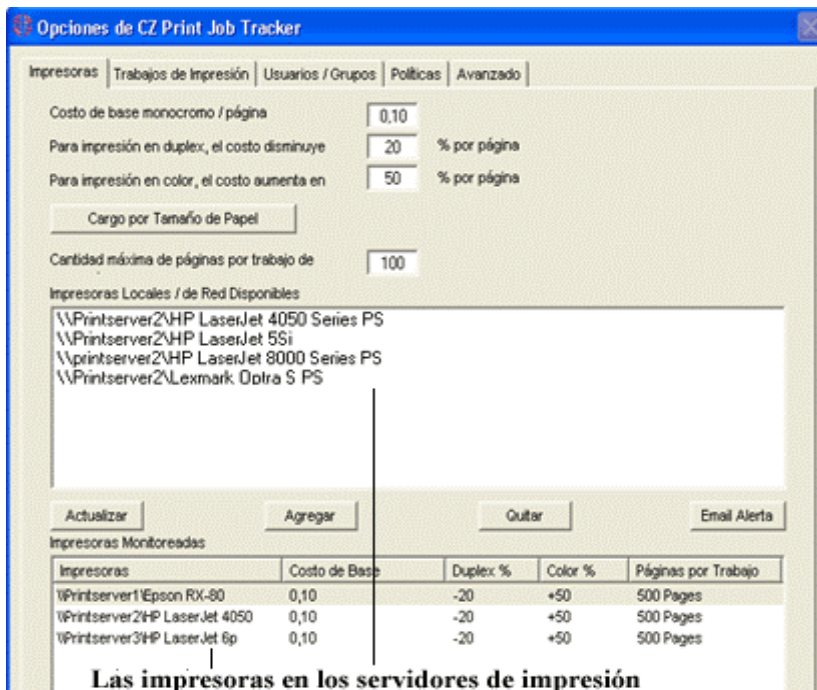 Opciones de CZ Print Job Tracker
Impresoras Trabajos de Impresión Usuarios / Grupos Políticas Avanzado
Costo de base monocromo / página 0,10
Para impresión en duplex, el costo disminuye 20 % por página
Para impresión en color, el costo aumenta en 50 % por página
Cargo por Tamaño de Papel
Cantidad máxima de páginas por trabajo de 100
Impresoras Locales / de Red Disponibles
\\Printserver2\HP LaserJet 4050 Series PS
\\Printserver2\HP LaserJet 5Si
\\printserver2\HP LaserJet 8000 Series PS
\\Printserver2\Lexmark Optra S PS
Actualizar Agregar Quitar Email Alerta
Impresoras Monitoreadas
Impresoras Costo de Base Duplex % Color % Páginas por Trabajo
\\Printserver1\Epson RX-80 0,10 -20 +50 500 Pages
\\Printserver2\HP LaserJet 4050 0,10 -20 +50 500 Pages
\\Printserver3\HP LaserJet 6p 0,10 -20 +50 500 Pages
Las impresoras en los servidores de impresión